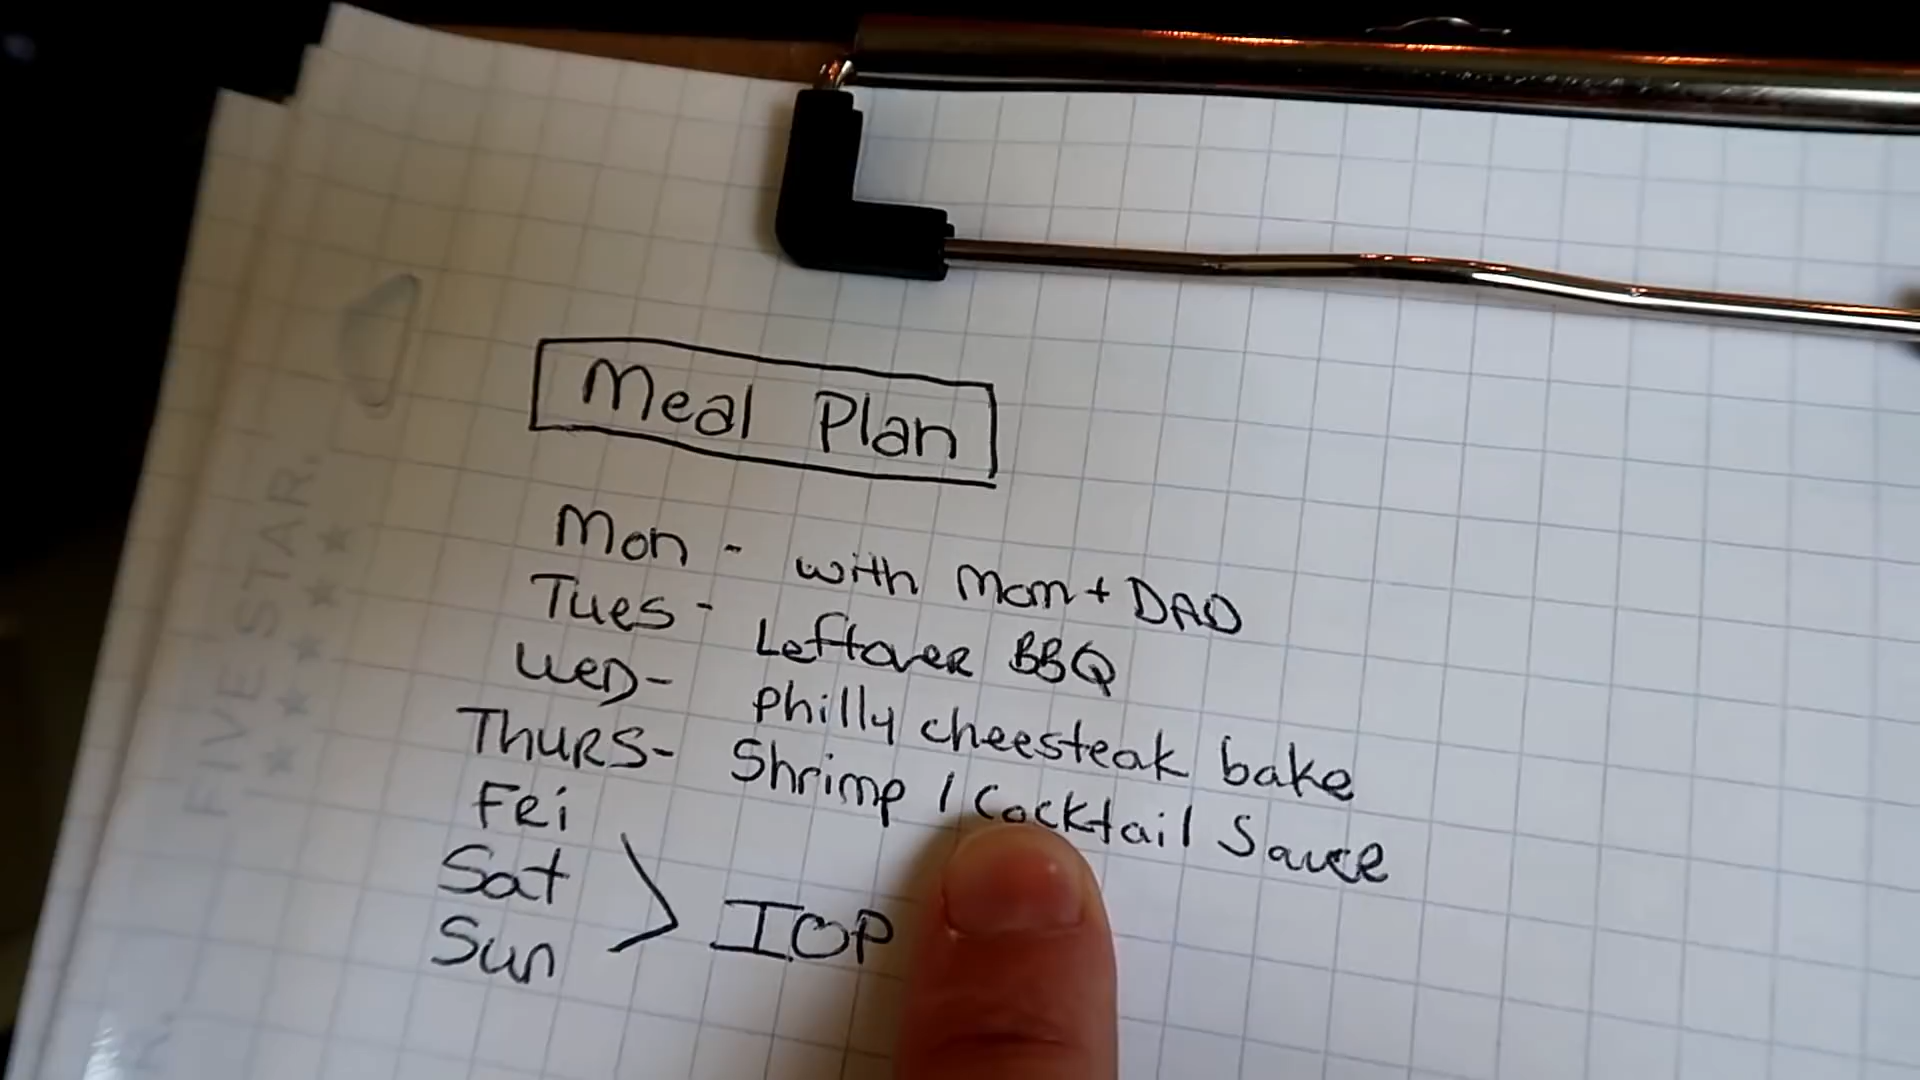 Meal Plan
Mon - with Mom + DAD
Tues - Leftover BBQ
WED - Philly cheesteak bake
THURS - Shrimp / Cocktail Sauce
FRi
Sat > IOP
Sun
FIVE STAR.